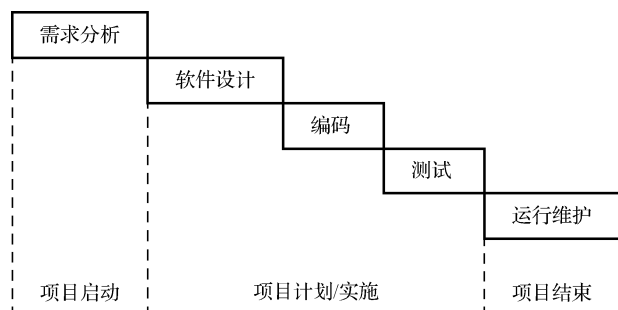 需求分析
软件设计
编码
测试
运行维护
项目启动
项目计划/实施
项目结束